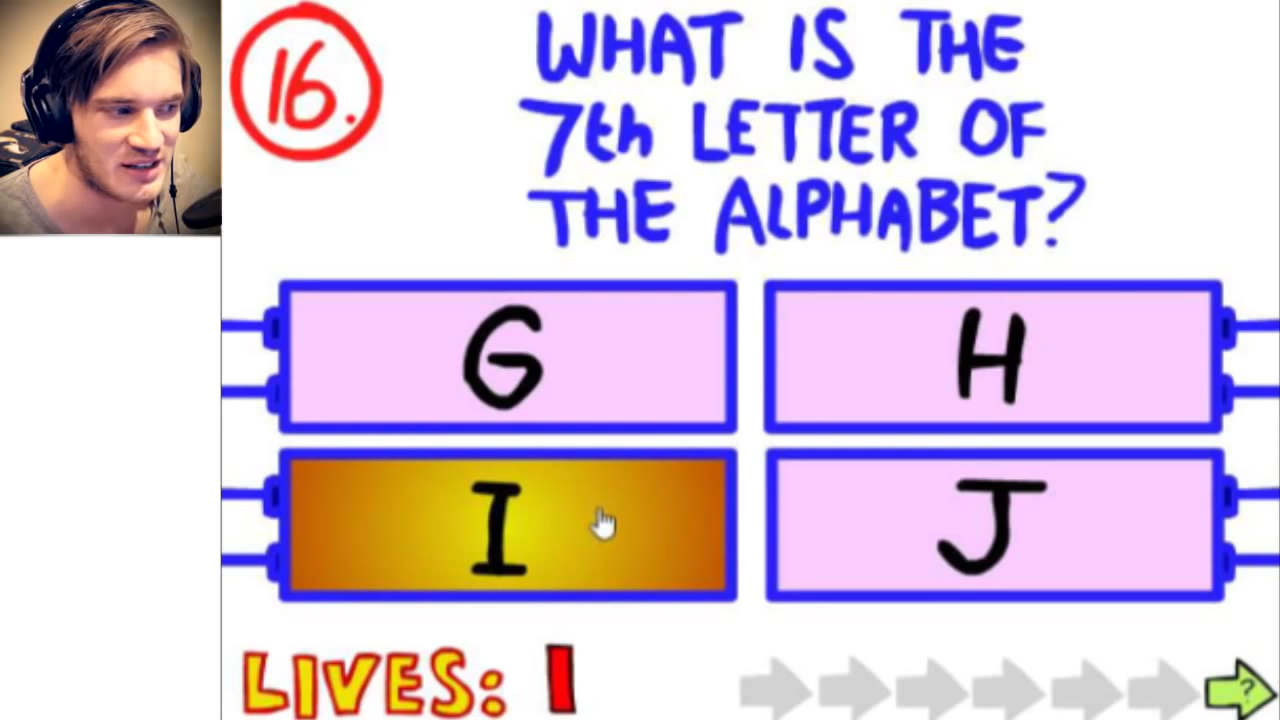 16.
WHAT IS THE
7th LETTER OF
THE ALPHABET?
G
H
I
J
LIVES: 1
?